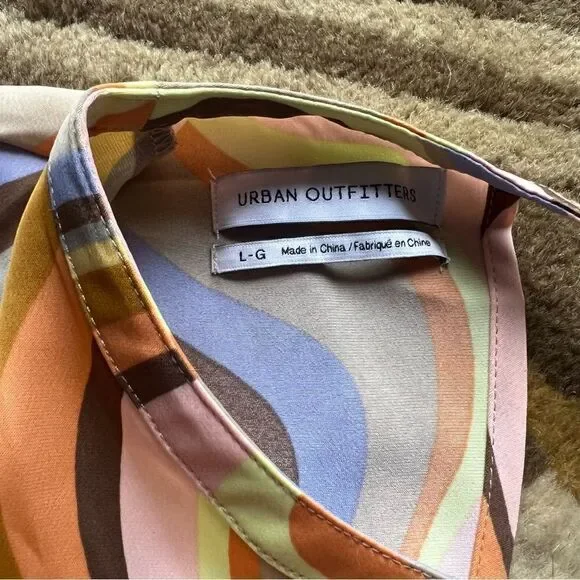 URBAN OUTFITTERS
L-G Made in China / Fabriqué en Chine